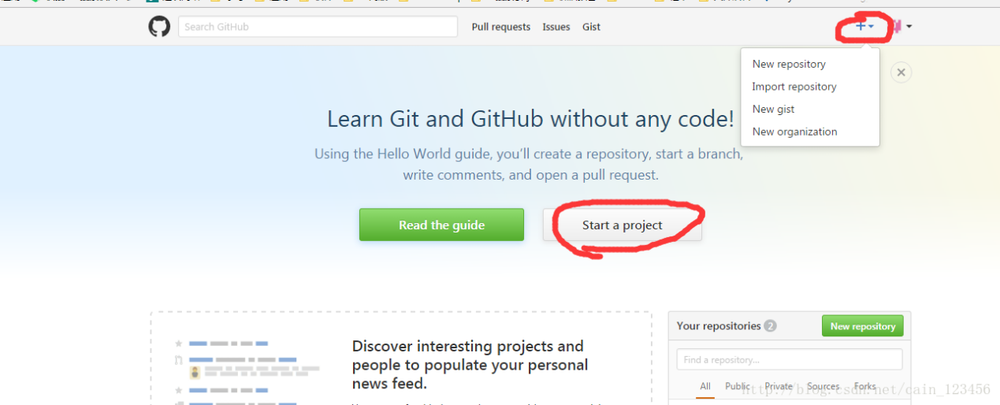 Search GitHub
Pull requests Issues Gist
New repository
Import repository
New gist
New organization
Learn Git and GitHub without any code!
Using the Hello World guide, you’ll create a repository, start a branch,
write comments, and open a pull request.
Read the guide
Start a project
Discover interesting projects and
people to populate your personal
news feed.
Your repositories 2
New repository
Find a repository...
All Public Private Sources Forks
http://blog.csdn.net/cain_123456